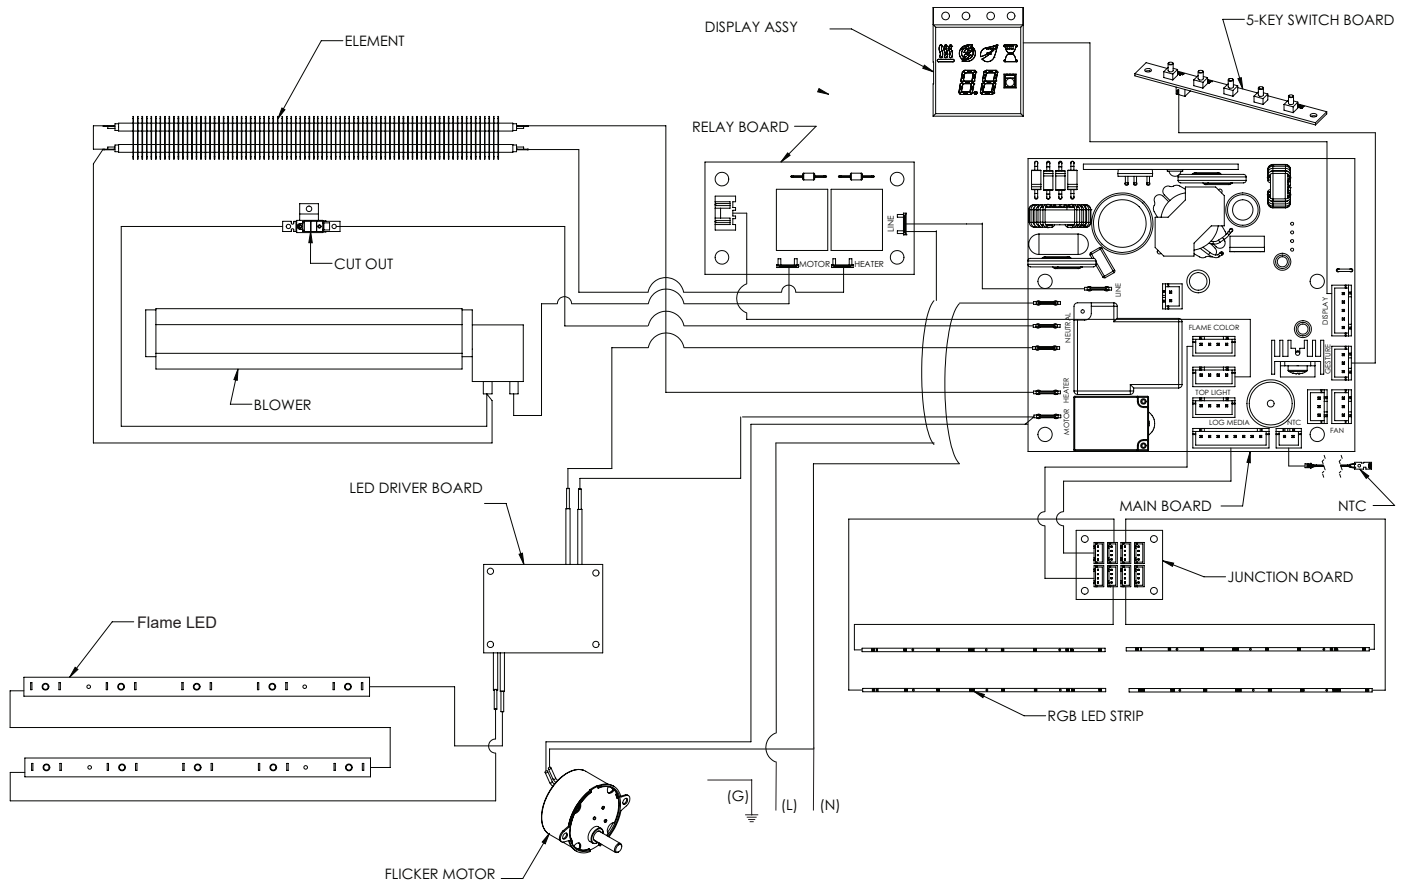 DISPLAY ASSY
5-KEY SWITCH BOARD
ELEMENT
8.8
RELAY BOARD
LINE
CUT OUT
MOTOR
HEATER
LINE
DISPLAY
NEUTRAL
FLAME COLOR
GESTURE
BLOWER
HEATER
TOP LIGHT
MOTOR
LOG MEDIA
NTC
FAN
LED DRIVER BOARD
MAIN BOARD
NTC
JUNCTION BOARD
Flame LED
RGB LED STRIP
(G)
(L)
(N)
FLICKER MOTOR